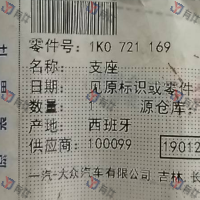 零件号: 1K0 721 169
名称: 支座
日期: 见原标识或零件
数量: 源仓库:
产地: 西班牙
供应商: 100099
19012
一汽-大众汽车有限公司 吉林 长